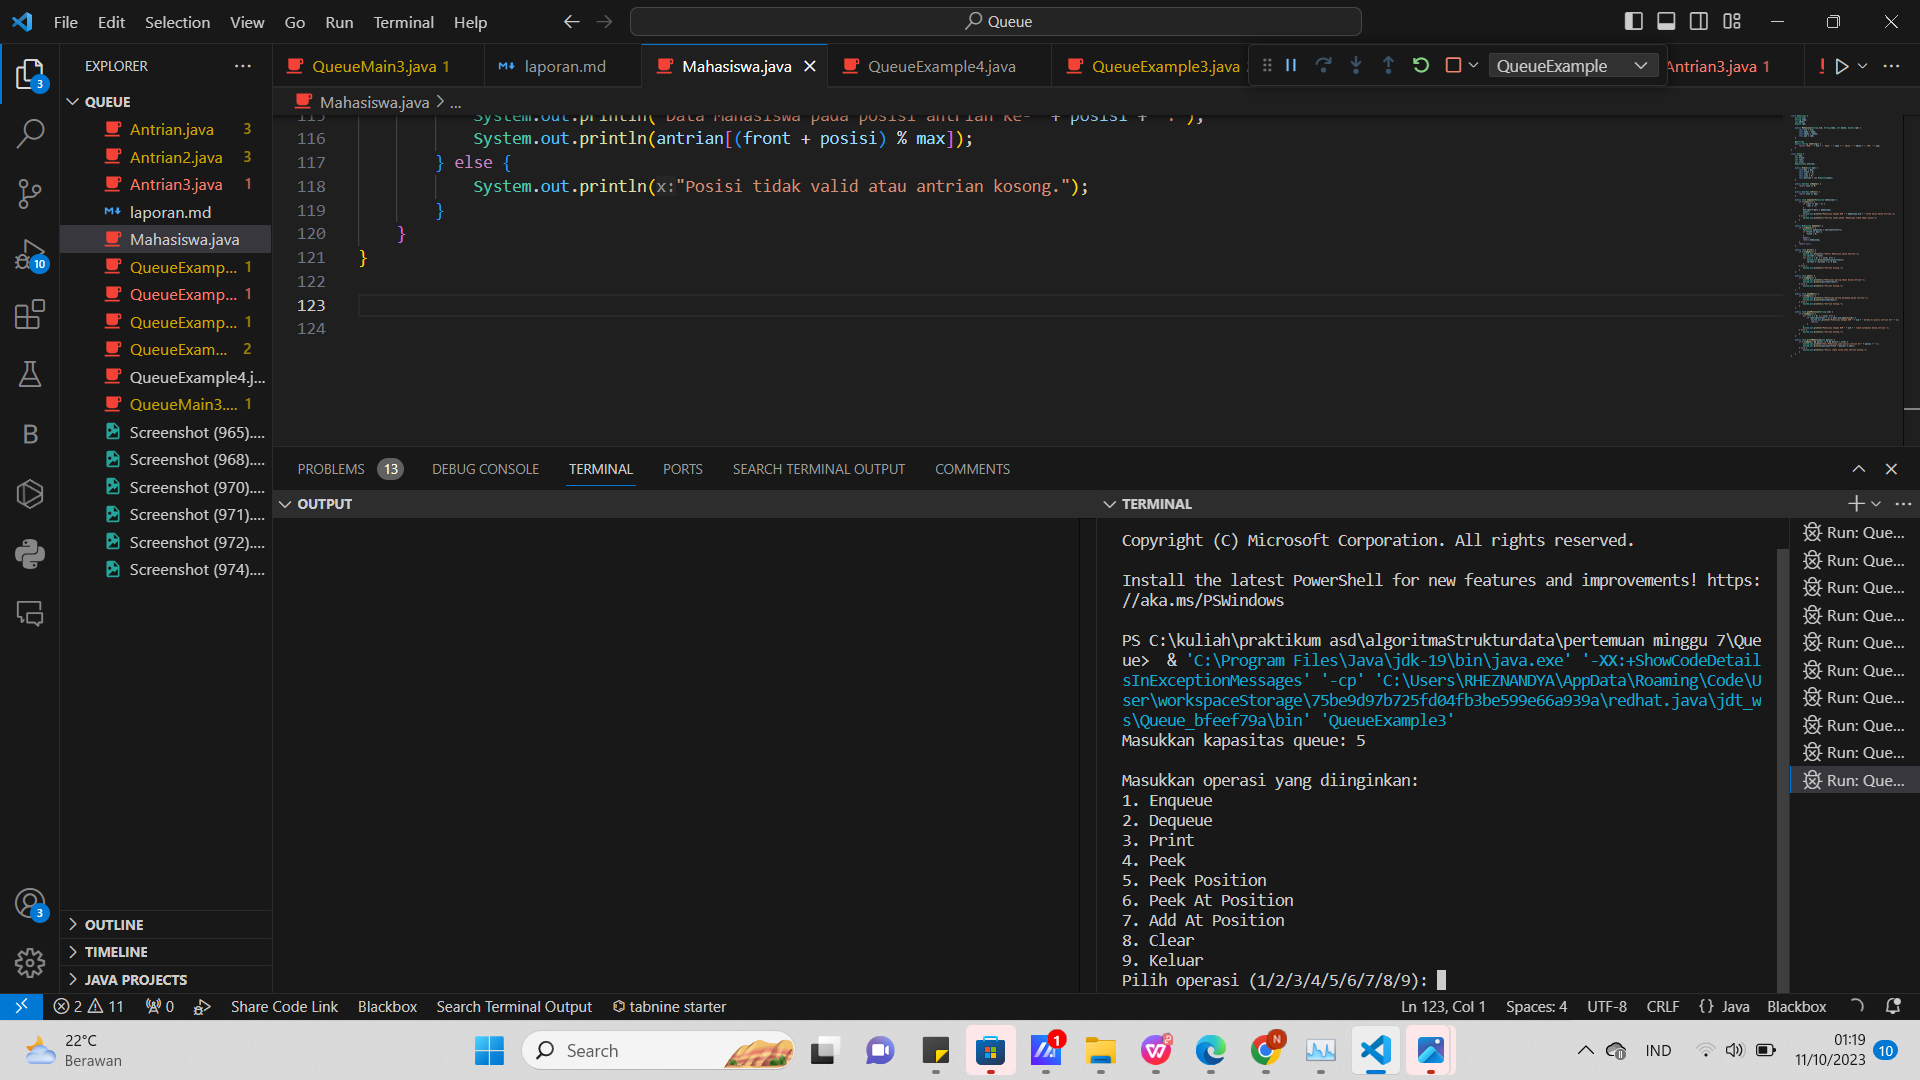 File Edit Selection View Go Run Terminal Help
Queue
EXPLORER
QueueMain3.java 1
laporan.md
Mahasiswa.java
QueueExample4.java
QueueExample3.java
QueueExample
Antrian3.java 1
QUEUE
Mahasiswa.java > ...
Antrian.java 3
Antrian2.java 3
Antrian3.java 1
laporan.md
Mahasiswa.java
QueueExamp... 1
QueueExamp... 1
QueueExamp... 1
QueueExam... 2
QueueExample4.j...
QueueMain3.... 1
Screenshot (965)....
Screenshot (968)....
Screenshot (970)....
Screenshot (971)....
Screenshot (972)....
Screenshot (974)....
OUTLINE
TIMELINE
JAVA PROJECTS
115 System.out.println("Data Mahasiswa pada posisi antrian ke-" + posisi + ":");
116 System.out.println(antrian[(front + posisi) % max]);
117 } else {
118 System.out.println(x:"Posisi tidak valid atau antrian kosong.");
119 }
120 }
121 }
122
123
124
PROBLEMS 13 DEBUG CONSOLE TERMINAL PORTS SEARCH TERMINAL OUTPUT COMMENTS
OUTPUT
TERMINAL
Copyright (C) Microsoft Corporation. All rights reserved.
Install the latest PowerShell for new features and improvements! https:
//aka.ms/PSWindows
PS C:\kuliah\praktikum asd\algoritmaStrukturdata\pertemuan minggu 7\Que
ue>  & 'C:\Program Files\Java\jdk-19\bin\java.exe' '-XX:+ShowCodeDetail
sInExceptionMessages' '-cp' 'C:\Users\RHEZNANDYA\AppData\Roaming\Code\U
ser\workspaceStorage\75be9d97b725fd04fb3be599e66a939a\redhat.java\jdt_w
s\Queue_bfeef79a\bin' 'QueueExample3'
Masukkan kapasitas queue: 5
Masukkan operasi yang diinginkan:
1. Enqueue
2. Dequeue
3. Print
4. Peek
5. Peek Position
6. Peek At Position
7. Add At Position
8. Clear
9. Keluar
Pilih operasi (1/2/3/4/5/6/7/8/9):
Run: Que...
Run: Que...
Run: Que...
Run: Que...
Run: Que...
Run: Que...
Run: Que...
Run: Que...
Run: Que...
Run: Que...
3
10
B
3
2 11 0 Share Code Link Blackbox Search Terminal Output tabnine starter
Ln 123, Col 1 Spaces: 4 UTF-8 CRLF {} Java Blackbox
22°C
Berawan
Search
1
N
IND
01:19
11/10/2023
10